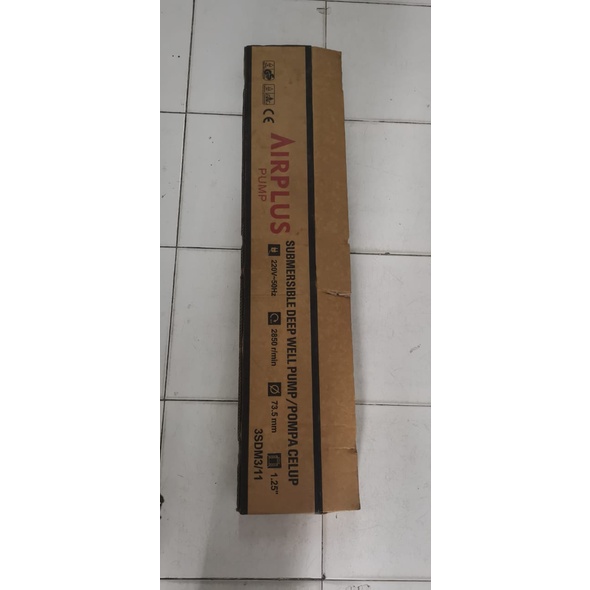 CE
AIRPLUS
PUMP
SUBMERSIBLE DEEP WELL PUMP/POMPA CELUP
220V~50Hz
2850 r/min
73.5 mm
1.25"
3SDM3/11